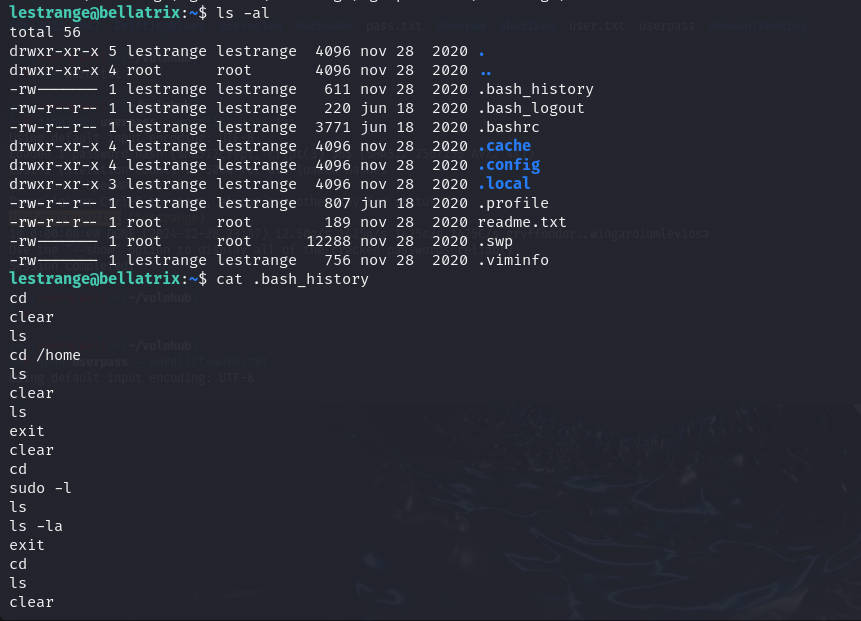 lestrange@bellatrix:~$ ls -al
total 56
drwxr-xr-x 5 lestrange lestrange  4096 nov 28  2020 .
drwxr-xr-x 4 root      root       4096 nov 28  2020 ..
-rw------- 1 lestrange lestrange   611 nov 28  2020 .bash_history
-rw-r--r-- 1 lestrange lestrange   220 jun 18  2020 .bash_logout
-rw-r--r-- 1 lestrange lestrange  3771 jun 18  2020 .bashrc
drwxr-xr-x 4 lestrange lestrange  4096 nov 28  2020 .cache
drwxr-xr-x 4 lestrange lestrange  4096 nov 28  2020 .config
drwxr-xr-x 3 lestrange lestrange  4096 nov 28  2020 .local
-rw-r--r-- 1 lestrange lestrange   807 jun 18  2020 .profile
-rw-r--r-- 1 root      root        189 nov 28  2020 readme.txt
-rw------- 1 root      root      12288 nov 28  2020 .swp
-rw------- 1 lestrange lestrange   756 nov 28  2020 .viminfo
lestrange@bellatrix:~$ cat .bash_history
cd
clear
ls
cd /home
ls
clear
ls
exit
clear
cd
sudo -l
ls
ls -la
exit
cd
ls
clear